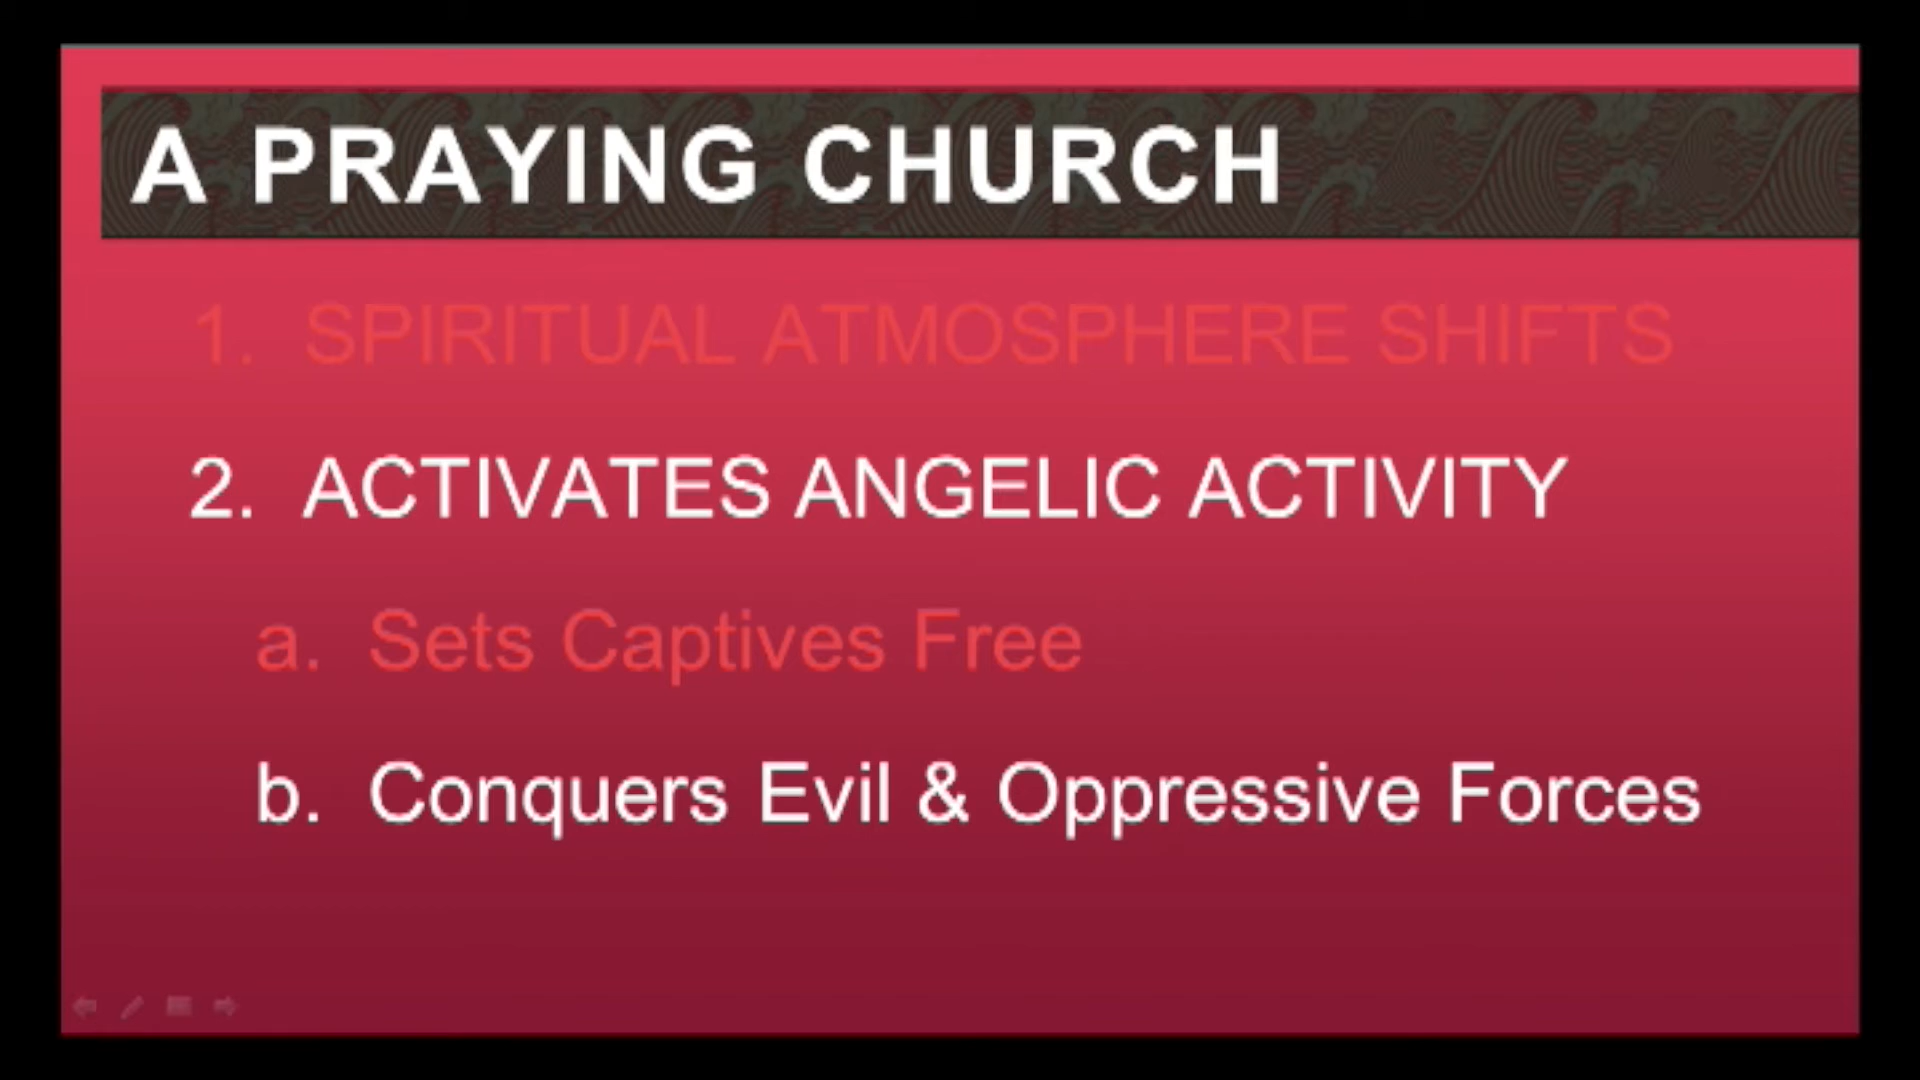 A PRAYING CHURCH
1. SPIRITUAL ATMOSPHERE SHIFTS
2. ACTIVATES ANGELIC ACTIVITY
a. Sets Captives Free
b. Conquers Evil & Oppressive Forces